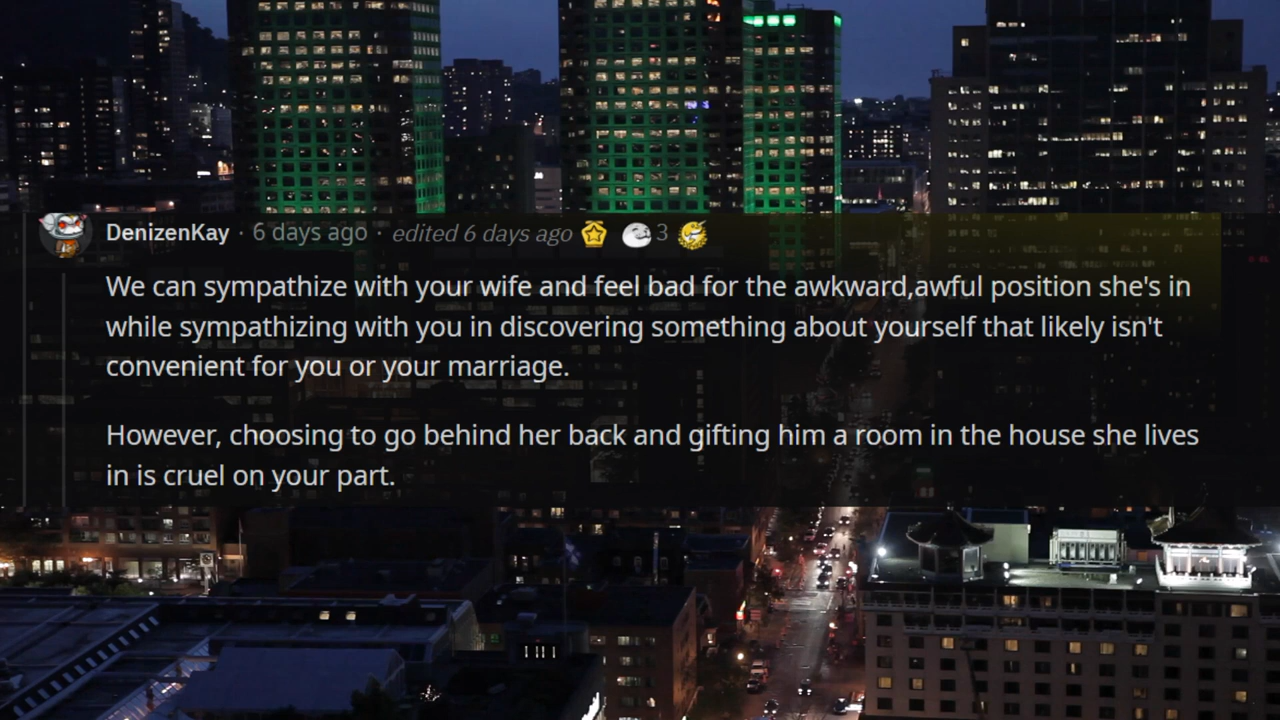 DenizenKay · 6 days ago · edited 6 days ago 3
We can sympathize with your wife and feel bad for the awkward,awful position she's in
while sympathizing with you in discovering something about yourself that likely isn't
convenient for you or your marriage.
However, choosing to go behind her back and gifting him a room in the house she lives
in is cruel on your part.